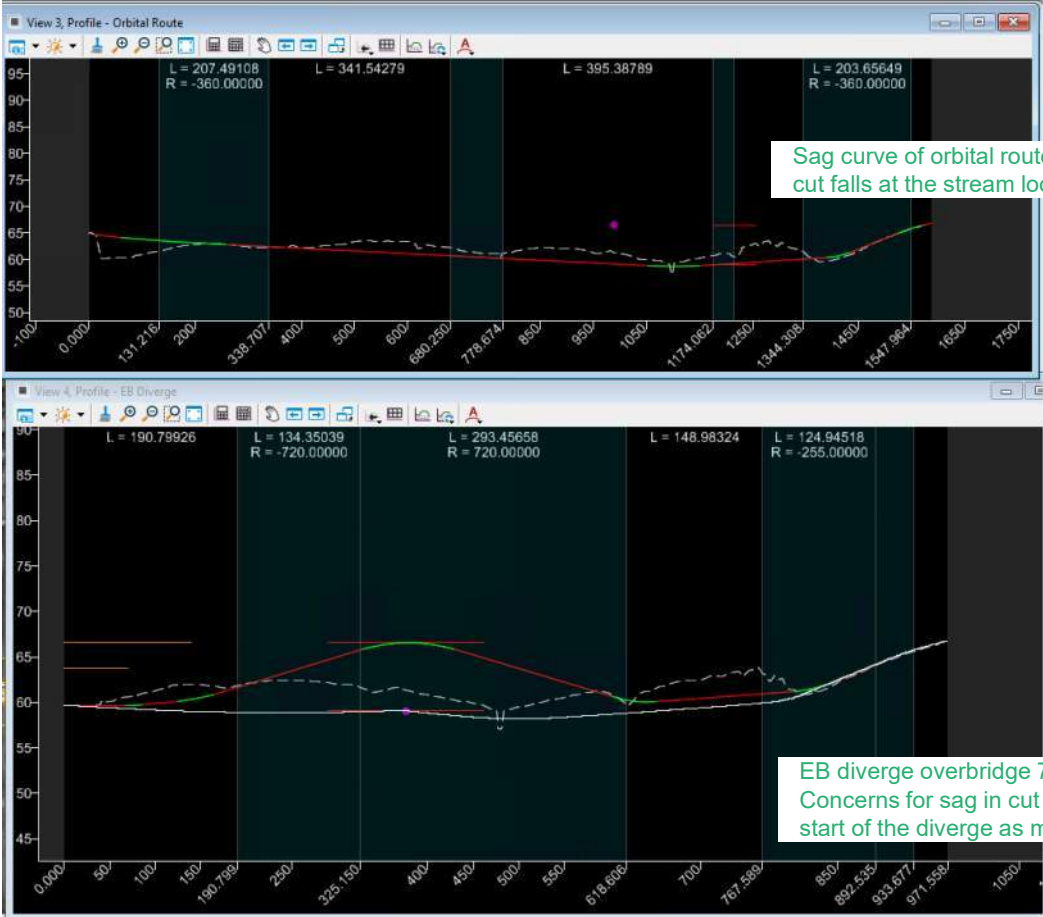 View 3, Profile - Orbital Route
L = 207.49108
R = -360.00000
L = 341.54279
L = 395.38789
L = 203.65649
R = -360.00000
95
90
85
80
75
70
65
60
55
50
Sag curve of orbital route
cut falls at the stream loc
-100 0.000 131.216 200 338.707 400 500 600 680.250 778.674 850 950 1050 1174.062 1250 1344.308 1450 1547.964 1650 1750
View 4, Profile - EB Diverge
L = 190.79926
L = 134.35039
R = -720.00000
L = 293.45658
R = 720.00000
L = 148.98324
L = 124.94518
R = -255.00000
90
85
80
75
70
65
60
55
50
45
EB diverge overbridge 7
Concerns for sag in cut
start of the diverge as m
0.000 50 100 150 190.799 250 325.150 400 450 500 550 618.606 700 767.589 850 892.535 933.677 971.558 1050